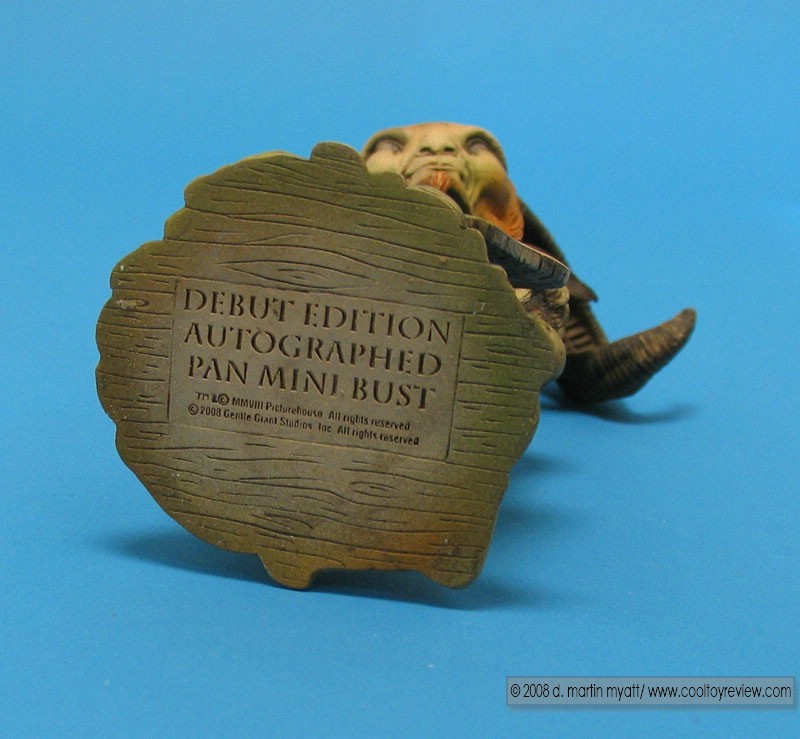 DEBUT EDITION
AUTOGRAPHED
PAN MINI BUST
TM & © MMVIII Picturehouse. All rights reserved
© 2008 Gentle Giant Studios, Inc. All rights reserved
© 2008 d. martin myatt/ www.cooltoyreview.com